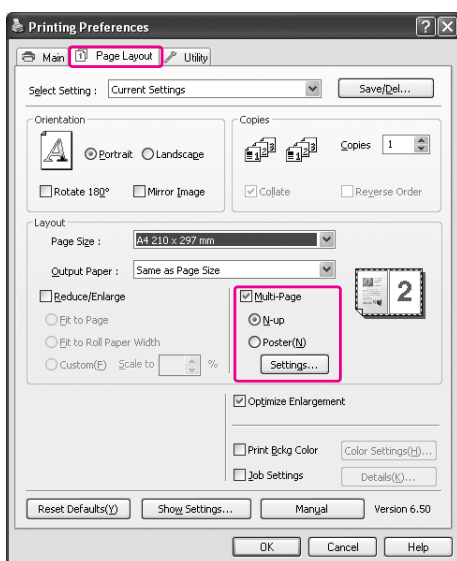 Printing Preferences
Main Page Layout Utility
Select Setting : Current Settings Save/Del...
Orientation
A Portrait Landscape
Rotate 180° Mirror Image
Copies
Copies 1
Collate Reverse Order
Layout
Page Size : A4 210 x 297 mm
Output Paper : Same as Page Size
Reduce/Enlarge
Fit to Page
Fit to Roll Paper Width
Custom(F) Scale to %
Multi-Page
N-up
Poster(N)
Settings...
2
Optimize Enlargement
Print Bckg Color Color Settings(H)...
Job Settings Details(K)...
Reset Defaults(Y) Show Settings... Manual Version 6.50
OK Cancel Help